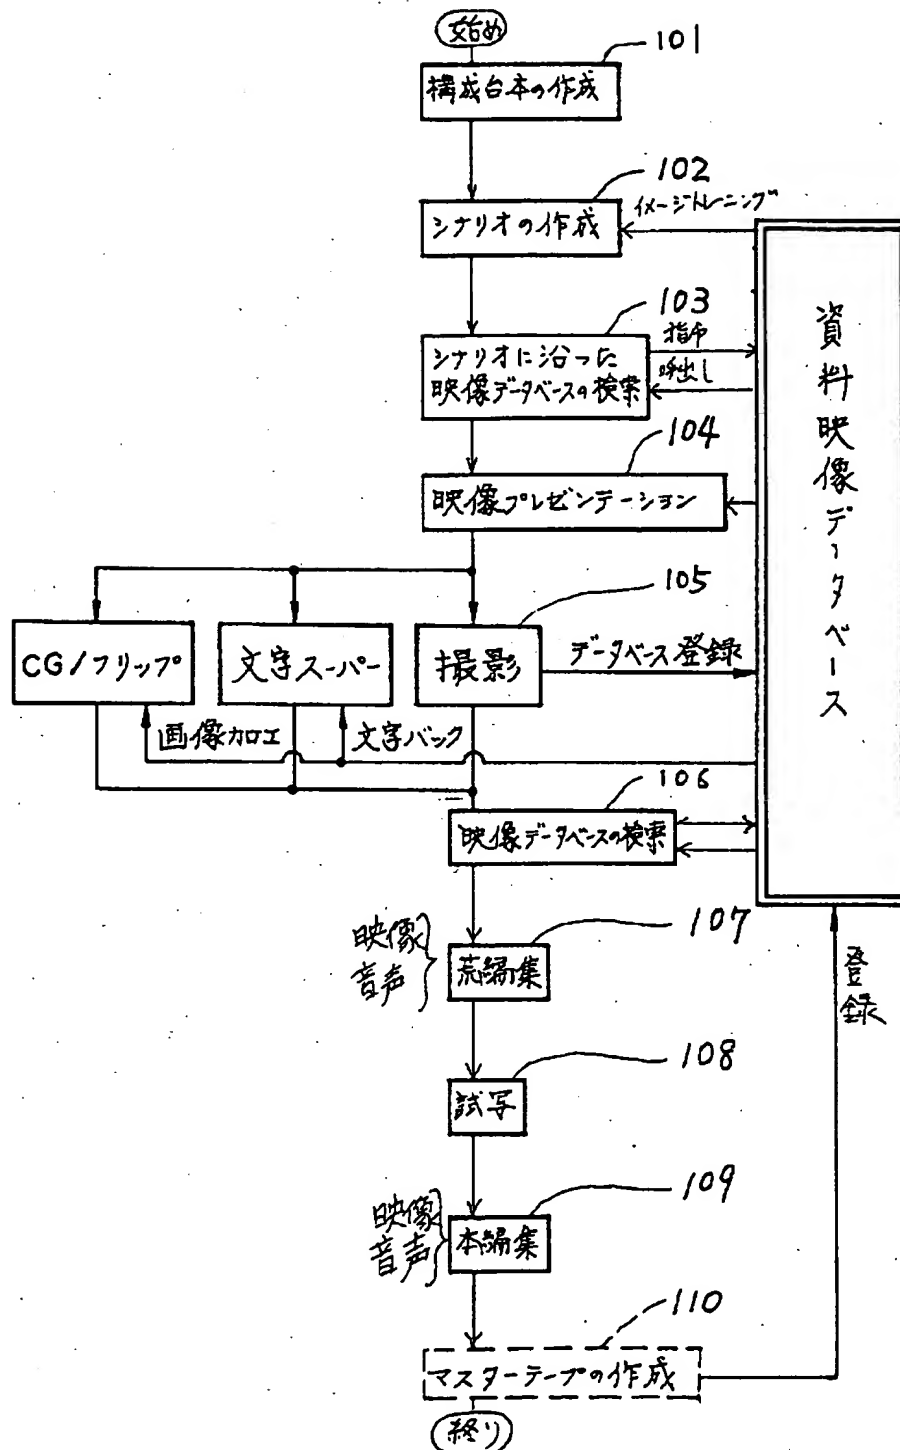 始め
101
構成台本の作成
102
イメージトレーニング
シナリオの作成
103
指示
呼出し
シナリオに沿った
映像データベースの検索
104
映像プレゼンテーション
資料映像データベース
105
CG/フリップ
文字スーパー
撮影
データベース登録
画像加工
文字バック
106
映像データベースの検索
107
映像
音声
荒編集
登録
108
試写
109
映像
音声
本編集
110
マスターテープの作成
終り